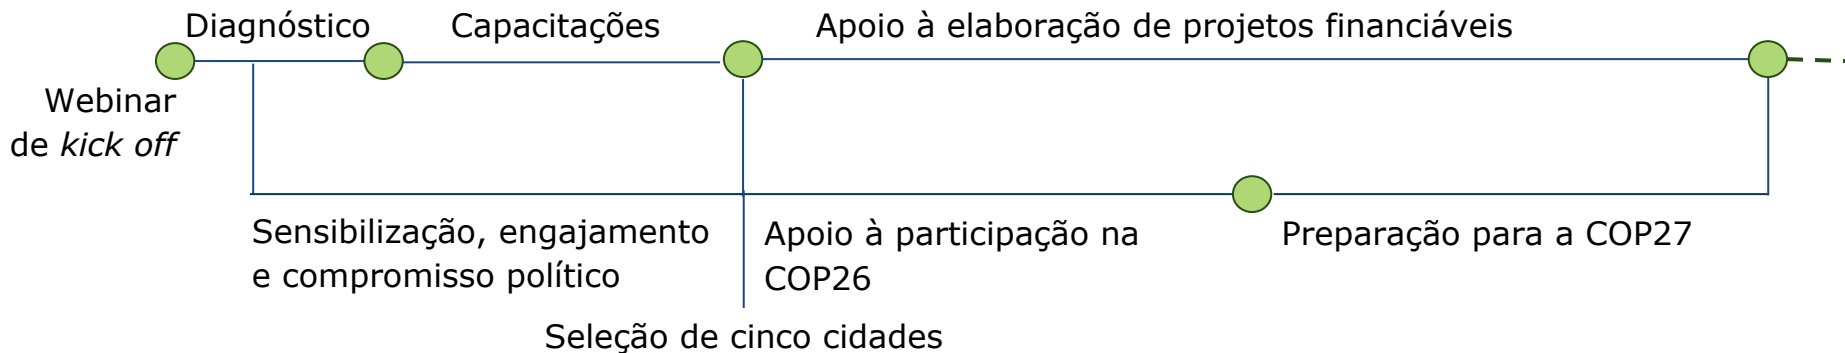 Diagnóstico
Capacitações
Apoio à elaboração de projetos financiáveis
Webinar
de kick off
Sensibilização, engajamento
e compromisso político
Apoio à participação na
COP26
Preparação para a COP27
Seleção de cinco cidades